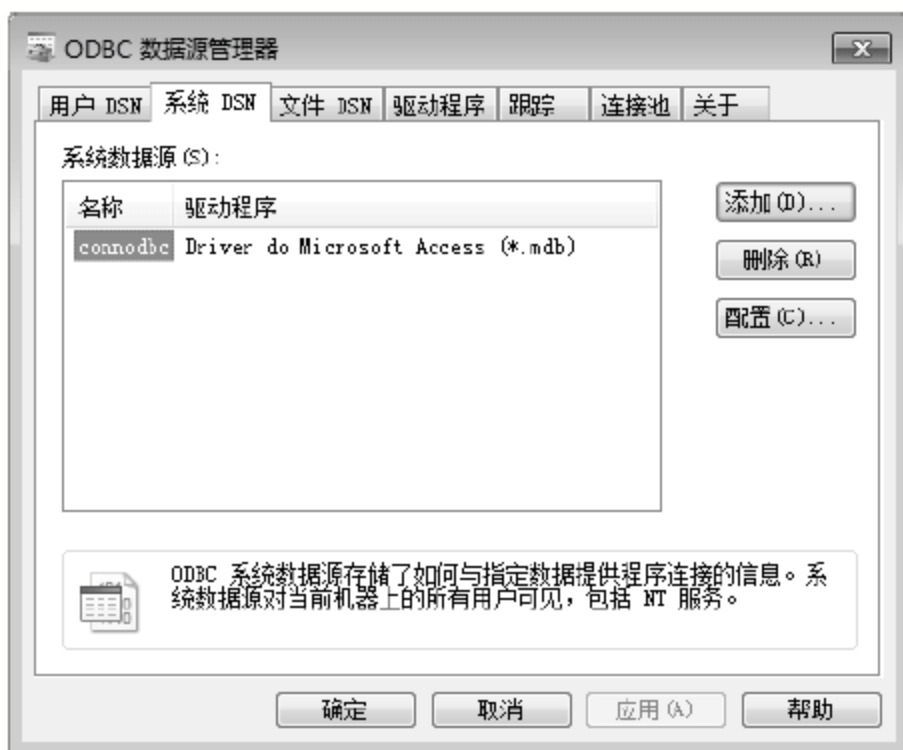 ODBC 数据源管理器
用户 DSN 系统 DSN 文件 DSN 驱动程序 跟踪 连接池 关于
系统数据源(S):
名称 驱动程序
connodbc Driver do Microsoft Access (*.mdb)
添加(D)...
删除(R)
配置(C)...
ODBC 系统数据源存储了如何与指定数据提供程序连接的信息。系
统数据源对当前机器上的所有用户可见，包括 NT 服务。
确定 取消 应用(A) 帮助